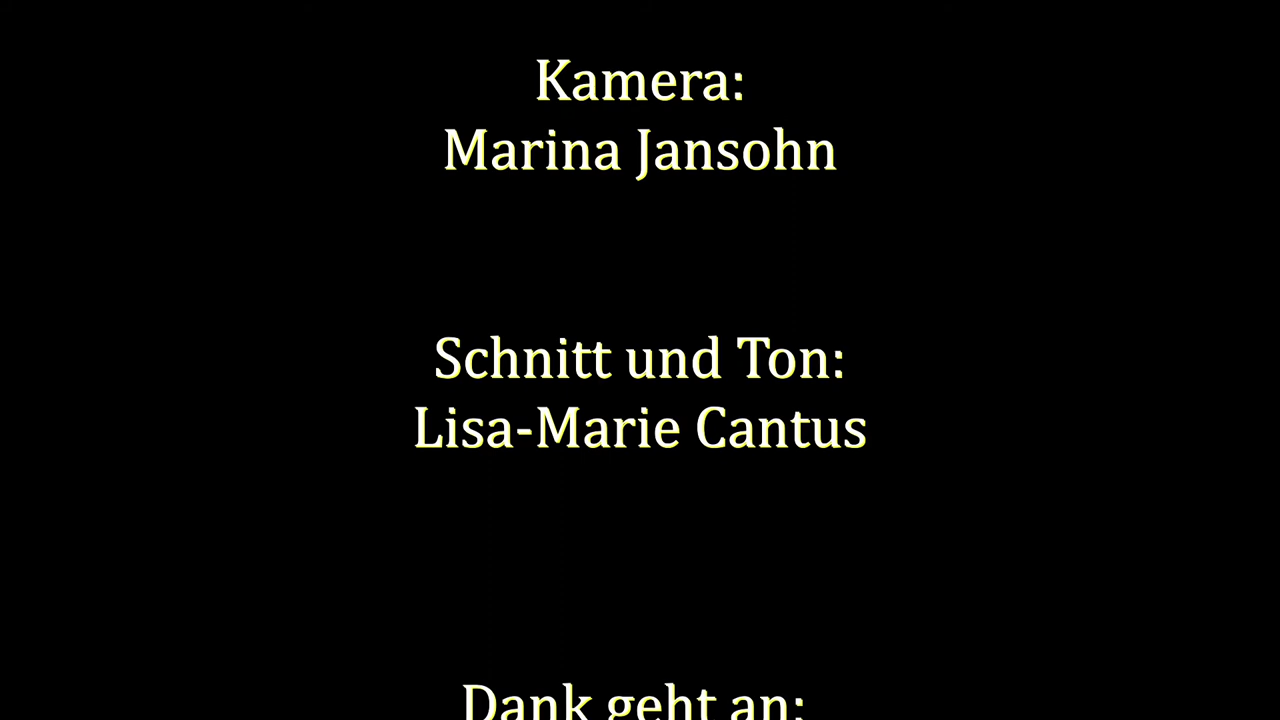 Kamera:
Marina Jansohn
Schnitt und Ton:
Lisa-Marie Cantus
Dank geht an: